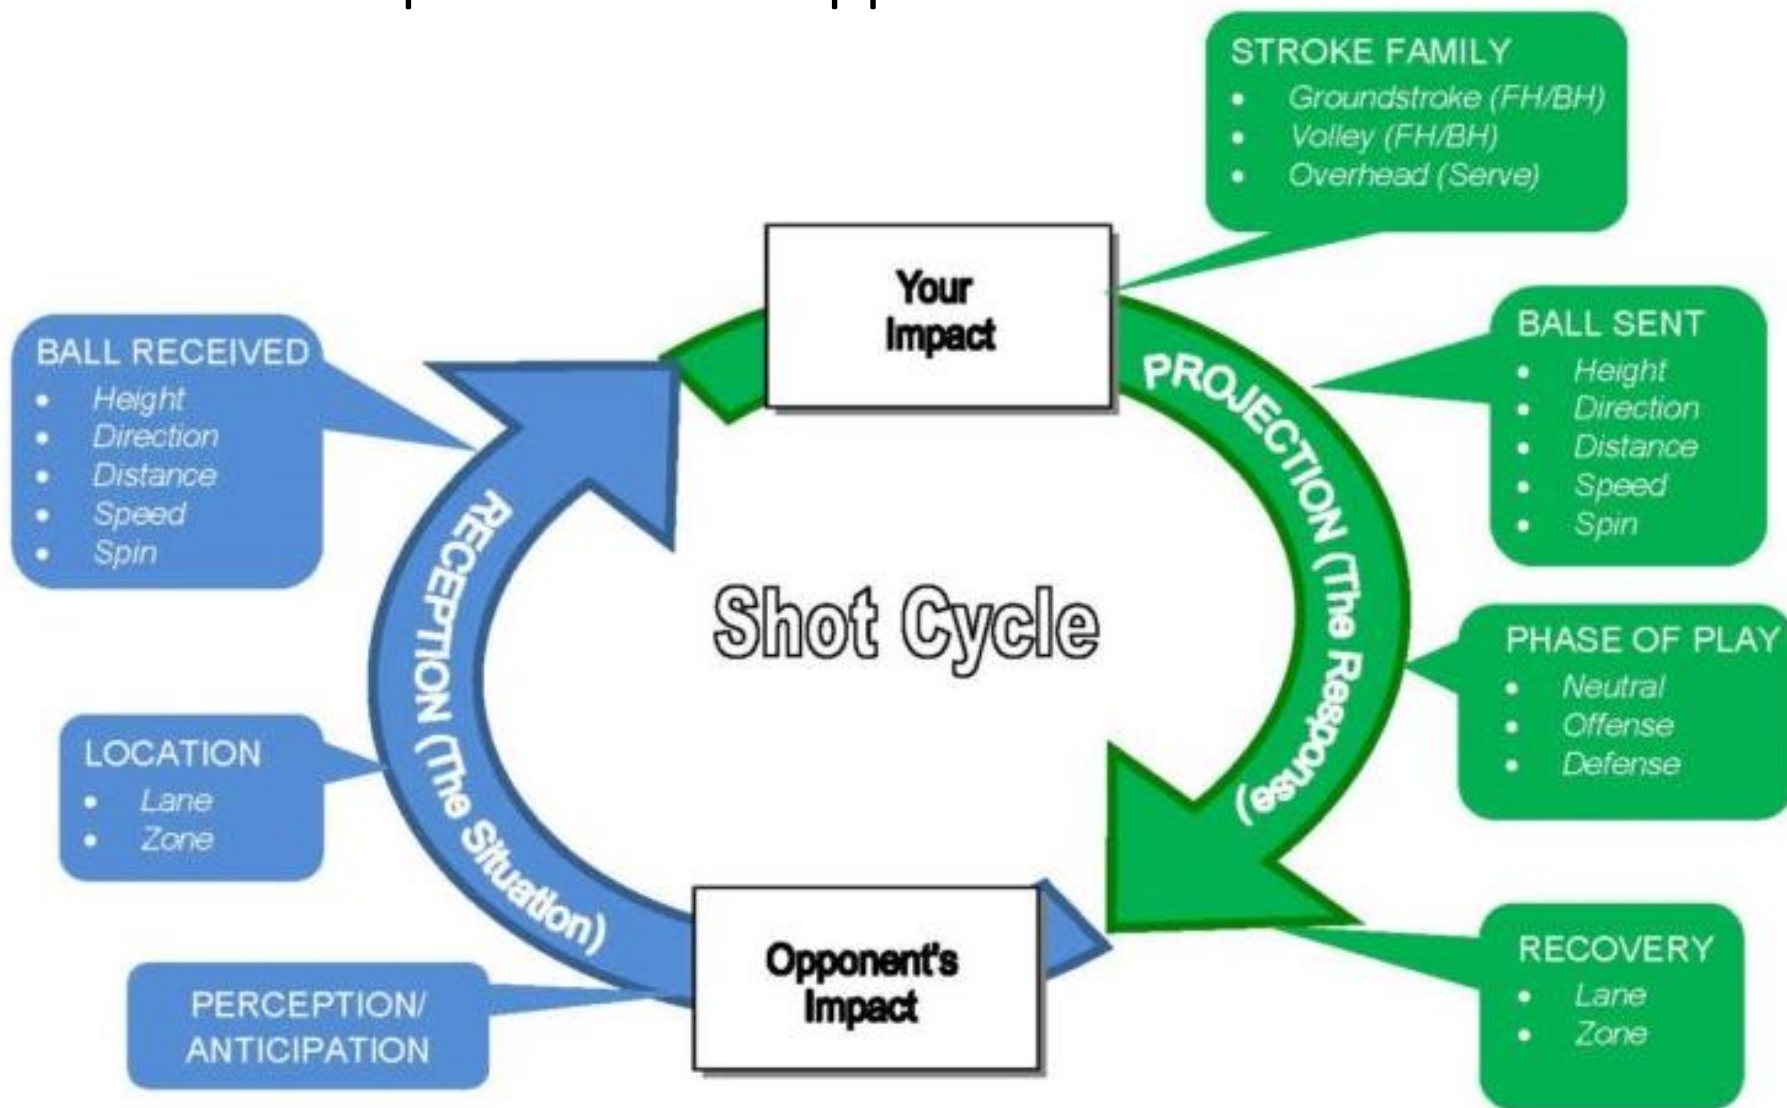 STROKE FAMILY
• Groundstroke (FH/BH)
• Volley (FH/BH)
• Overhead (Serve)
Your
Impact
BALL RECEIVED
• Height
• Direction
• Distance
• Speed
• Spin
BALL SENT
• Height
• Direction
• Distance
• Speed
• Spin
PROJECTION (The Response)
RECEPTION (The Situation)
Shot Cycle
PHASE OF PLAY
• Neutral
• Offense
• Defense
LOCATION
• Lane
• Zone
Opponent's
Impact
PERCEPTION/
ANTICIPATION
RECOVERY
• Lane
• Zone